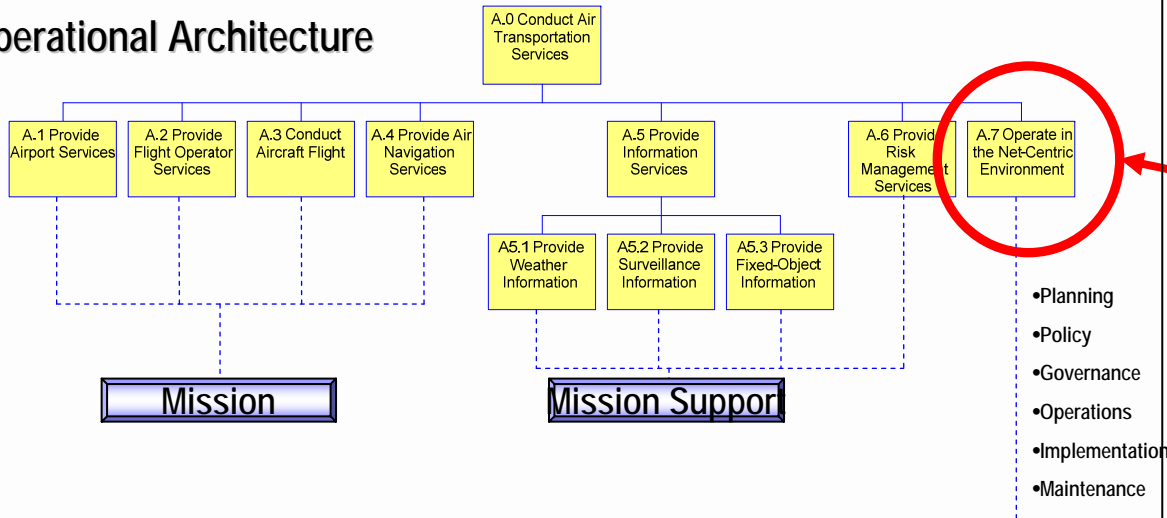 perational Architecture
A.0 Conduct Air
Transportation
Services
A.1 Provide
Airport Services
A.2 Provide
Flight Operator
Services
A.3 Conduct
Aircraft Flight
A.4 Provide Air
Navigation
Services
A.5 Provide
Information
Services
A.6 Provide
Risk
Management
Services
A.7 Operate in
the Net-Centric
Environment
A5.1 Provide
Weather
Information
A5.2 Provide
Surveillance
Information
A5.3 Provide
Fixed-Object
Information
Mission
Mission Support
•Planning
•Policy
•Governance
•Operations
•Implementation
•Maintenance